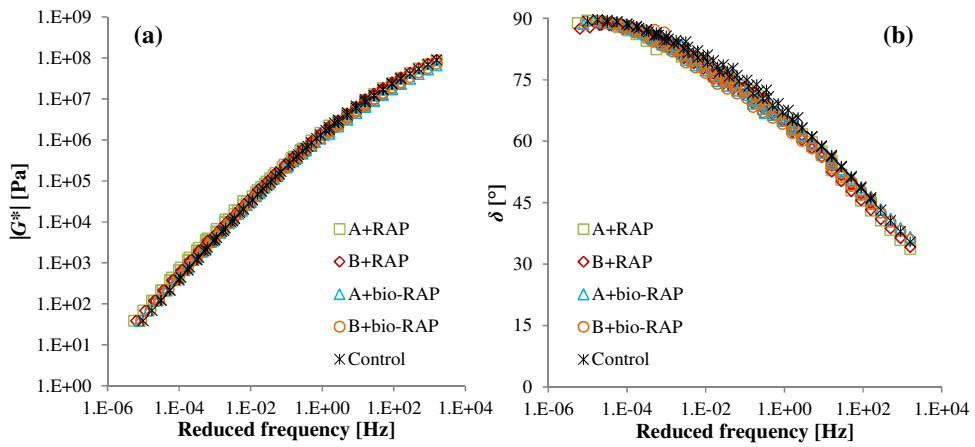 (a)
|G*| [Pa]
1.E+09
1.E+08
1.E+07
1.E+06
1.E+05
1.E+04
1.E+03
1.E+02
1.E+01
1.E+00
A+RAP
B+RAP
A+bio-RAP
B+bio-RAP
Control
1.E-06 1.E-04 1.E-02 1.E+00 1.E+02 1.E+04
Reduced frequency [Hz]
(b)
δ [°]
90
75
60
45
30
15
0
A+RAP
B+RAP
A+bio-RAP
B+bio-RAP
Control
1.E-06 1.E-04 1.E-02 1.E+00 1.E+02 1.E+04
Reduced frequency [Hz]